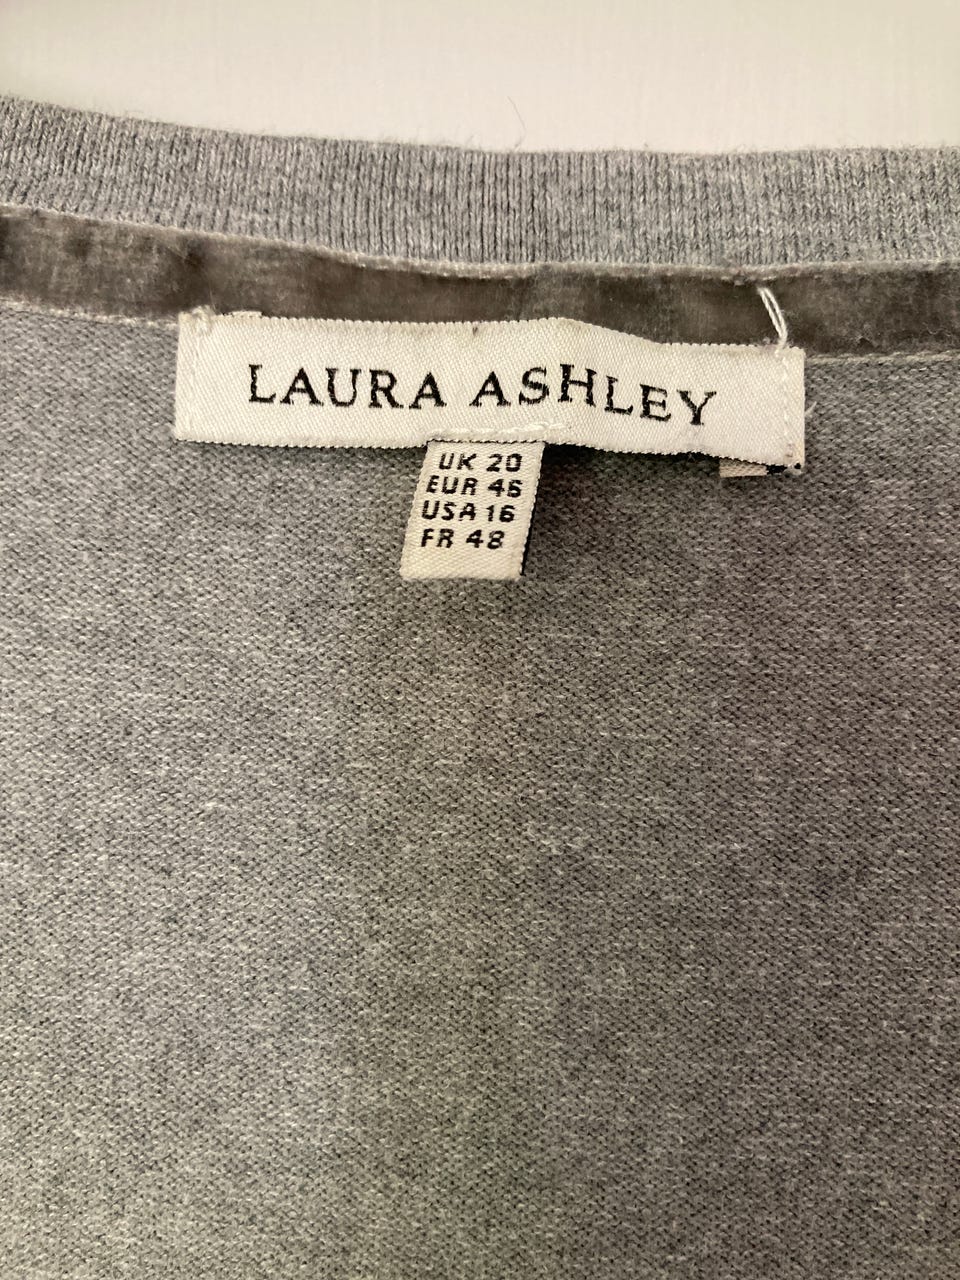 LAURA ASHLEY
UK 20
EUR 46
USA 16
FR 48